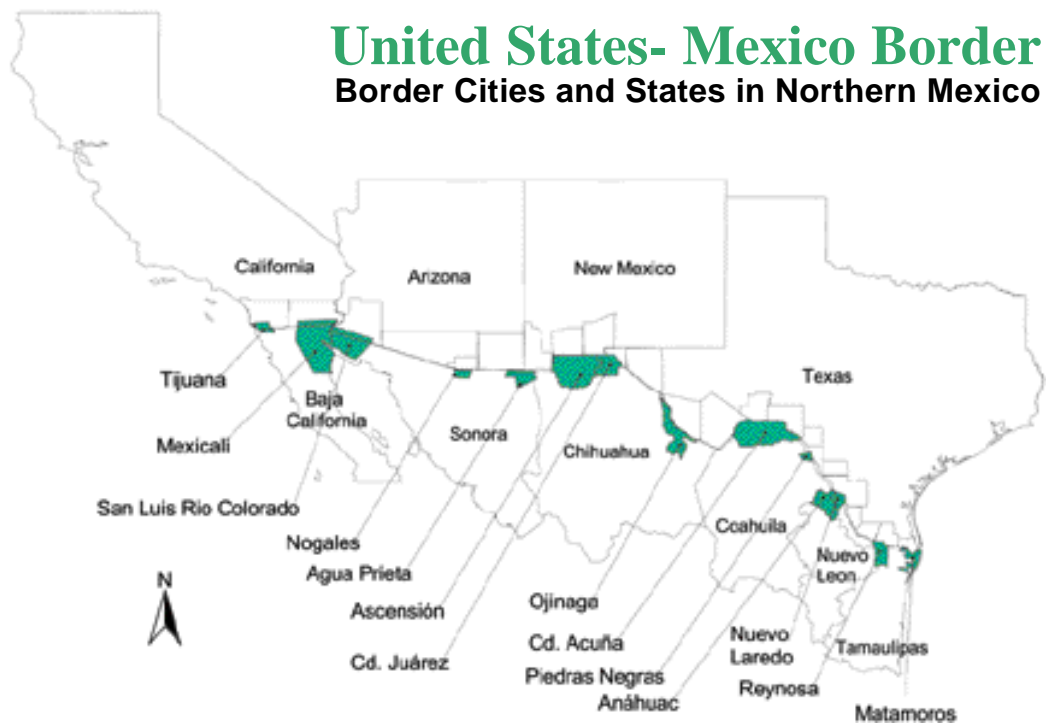 United States- Mexico Border
Border Cities and States in Northern Mexico
California
Arizona
New Mexico
Texas
Tijuana
Baja
California
Mexicali
Sonora
Chihuahua
San Luis Rio Colorado
Coahuila
Nogales
Nuevo
Leon
Agua Prieta
N
Ascensión
Ojinaga
Cd. Acuña
Nuevo
Laredo
Tamaulipas
Cd. Juárez
Piedras Negras
Reynosa
Anáhuac
Matamoros